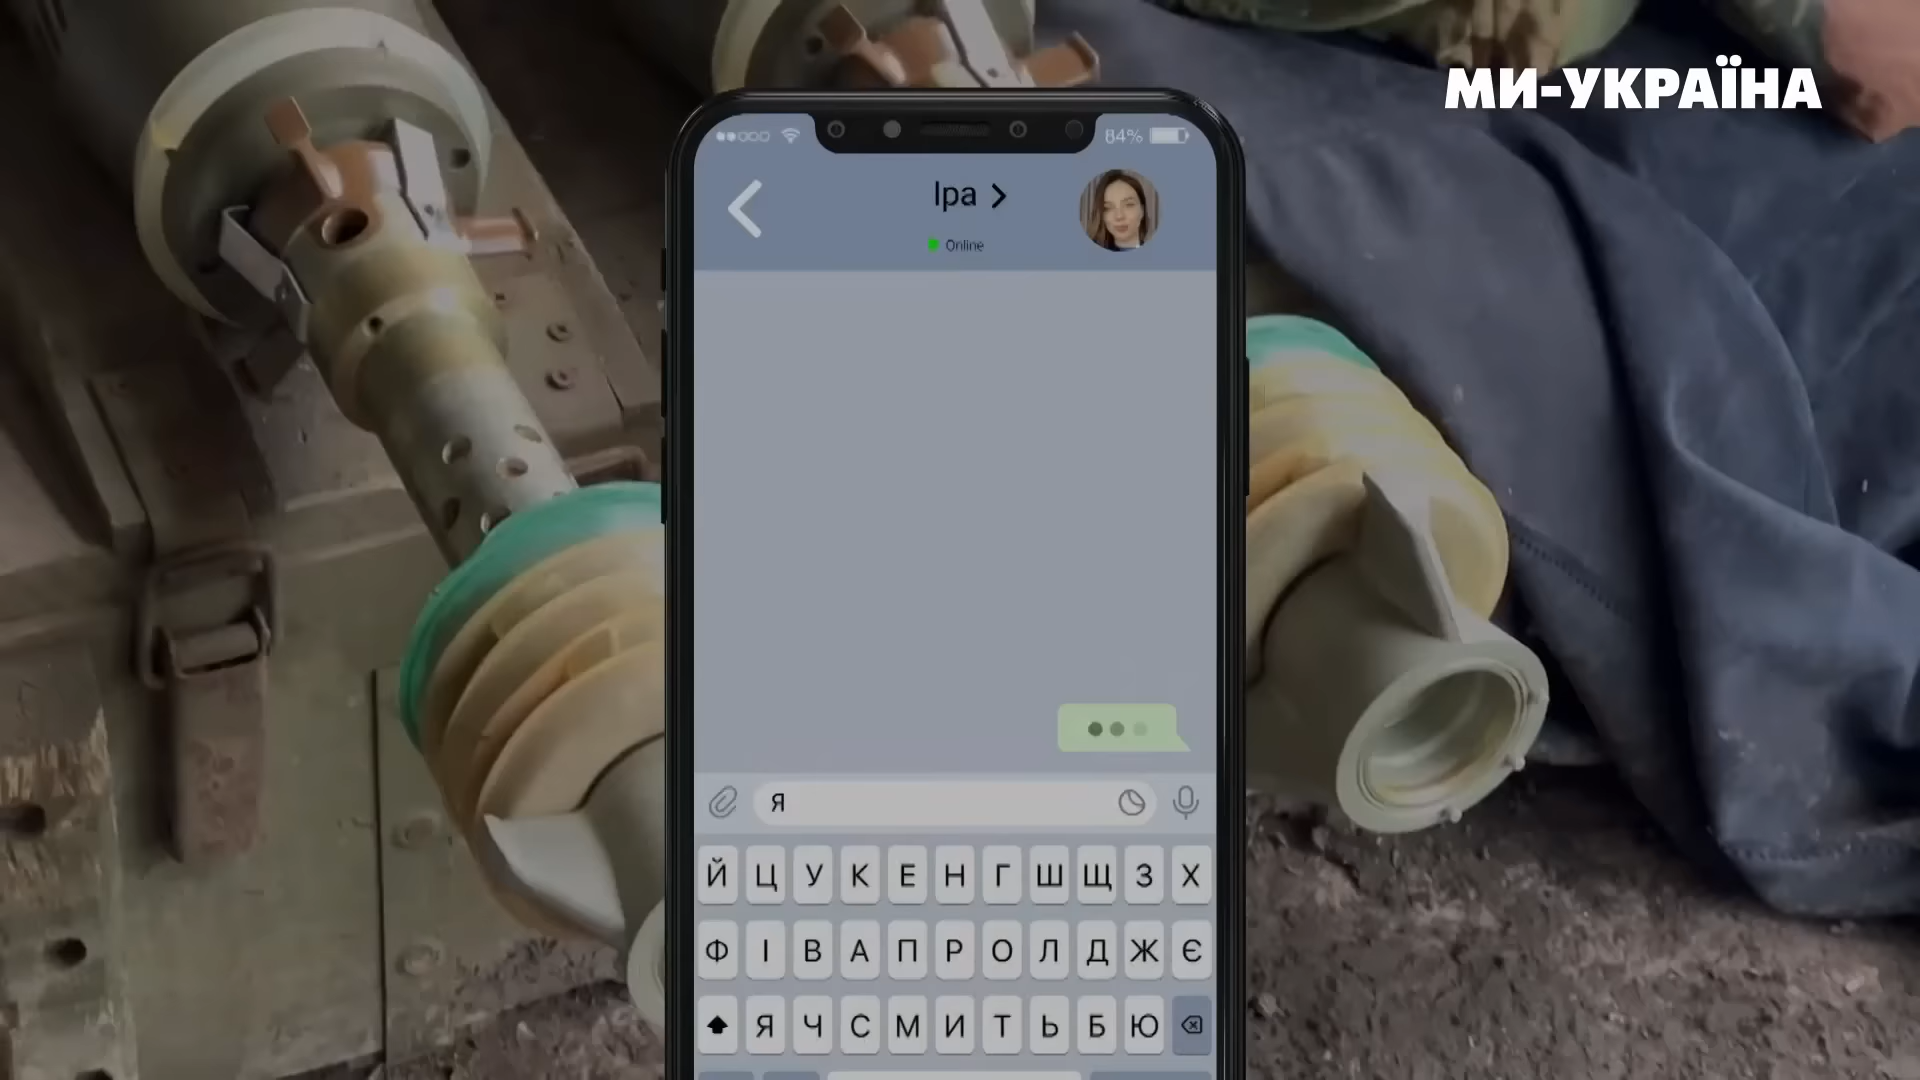 МИ-УКРАЇНА
84%
Іра
Online
Я
Й Ц У К Е Н Г Ш Щ З Х
Ф І В А П Р О Л Д Ж Є
Я Ч С М И Т Ь Б Ю